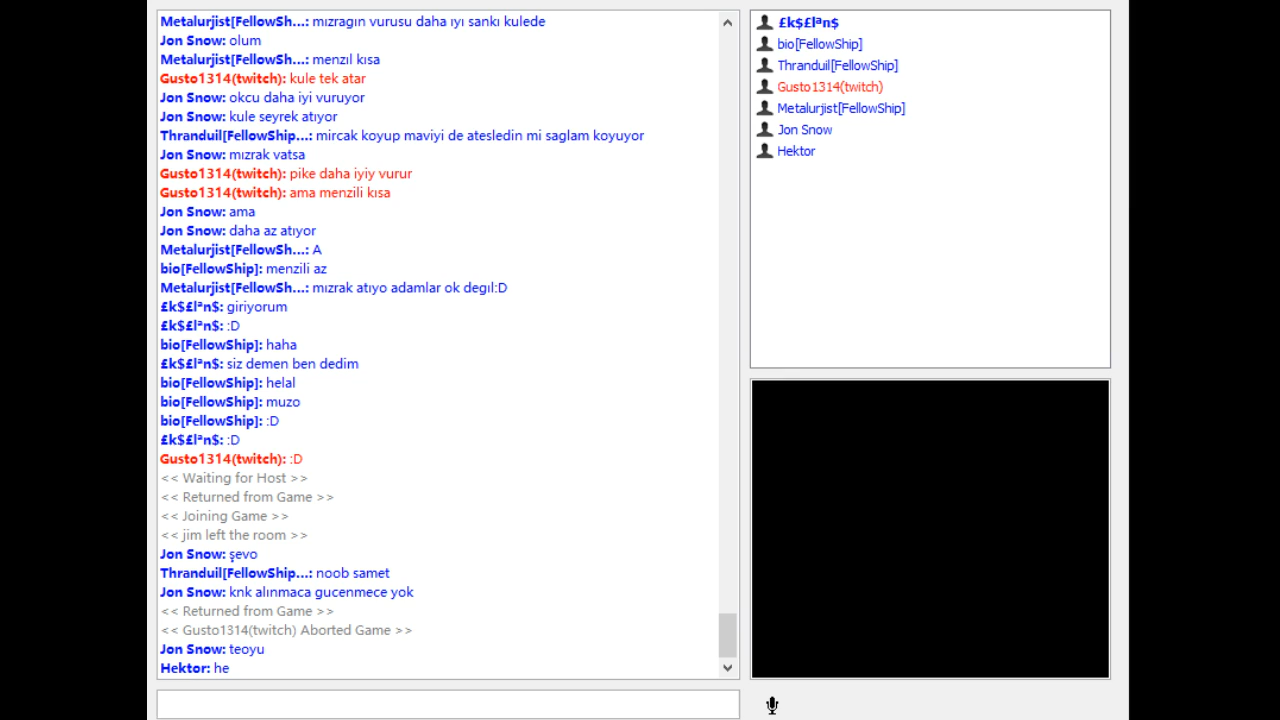 Metalurjist[FellowSh...: mızragın vurusu daha ıyı sankı kulede
Jon Snow: olum
Metalurjist[FellowSh...: menzıl kısa
Gusto1314(twitch): kule tek atar
Jon Snow: okcu daha iyi vuruyor
Jon Snow: kule seyrek atıyor
Thranduil[FellowShip...: mircak koyup maviyi de atesledin mi saglam koyuyor
Jon Snow: mızrak vatsa
Gusto1314(twitch): pike daha iyiy vurur
Gusto1314(twitch): ama menzili kısa
Jon Snow: ama
Jon Snow: daha az atıyor
Metalurjist[FellowSh...: A
bio[FellowShip]: menzili az
Metalurjist[FellowSh...: mızrak atıyo adamlar ok degıl:D
£k$£lªn$: giriyorum
£k$£lªn$: :D
bio[FellowShip]: haha
£k$£lªn$: siz demen ben dedim
bio[FellowShip]: helal
bio[FellowShip]: muzo
bio[FellowShip]: :D
£k$£lªn$: :D
Gusto1314(twitch): :D
<< Waiting for Host >>
<< Returned from Game >>
<< Joining Game >>
<< jim left the room >>
Jon Snow: şevo
Thranduil[FellowShip...: noob samet
Jon Snow: knk alınmaca gucenmece yok
<< Returned from Game >>
<< Gusto1314(twitch) Aborted Game >>
Jon Snow: teoyu
Hektor: he
£k$£lªn$
bio[FellowShip]
Thranduil[FellowShip]
Gusto1314(twitch)
Metalurjist[FellowShip]
Jon Snow
Hektor